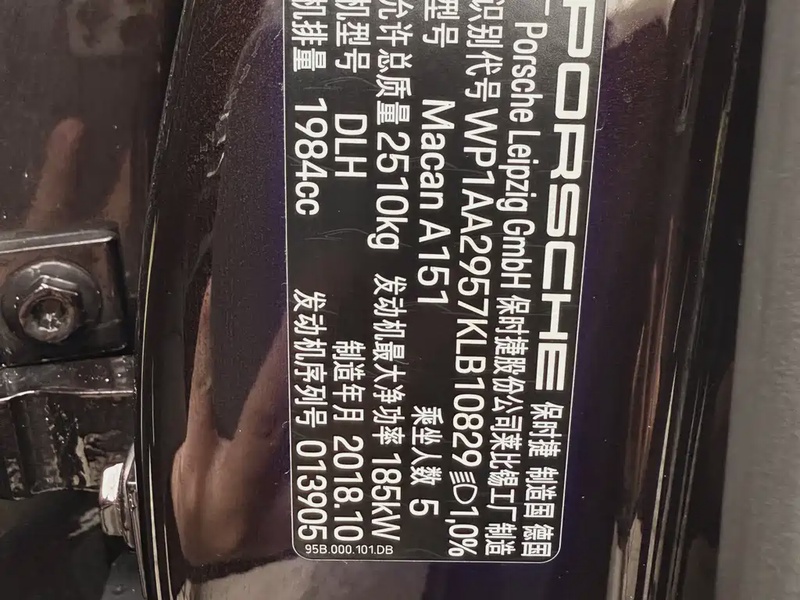 PORSCHE 保时捷 制造国 德国
Porsche Leipzig GmbH 保时捷股份公司莱比锡工厂 制造
识别代号 WP1AA2957KLB10829 1,0%
型号 Macan A151 乘坐人数 5
允许总质量 2510kg 发动机最大净功率 185kW
机型号 DLH 制造年月 2018.10
机排量 1984cc 发动机序列号 013905
95B.000.101.DB